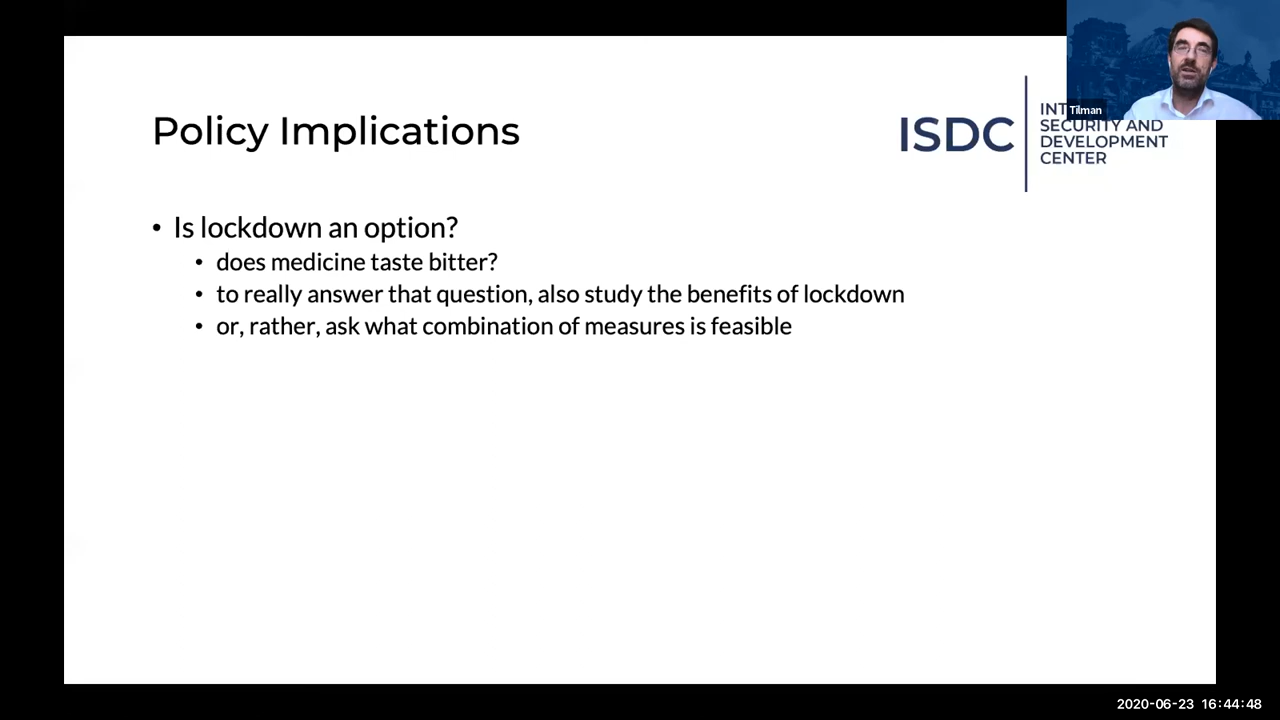 Tilman
Policy Implications
ISDC
INT
SECURITY AND
DEVELOPMENT
CENTER
• Is lockdown an option?
• does medicine taste bitter?
• to really answer that question, also study the benefits of lockdown
• or, rather, ask what combination of measures is feasible
2020-06-23 16:44:48